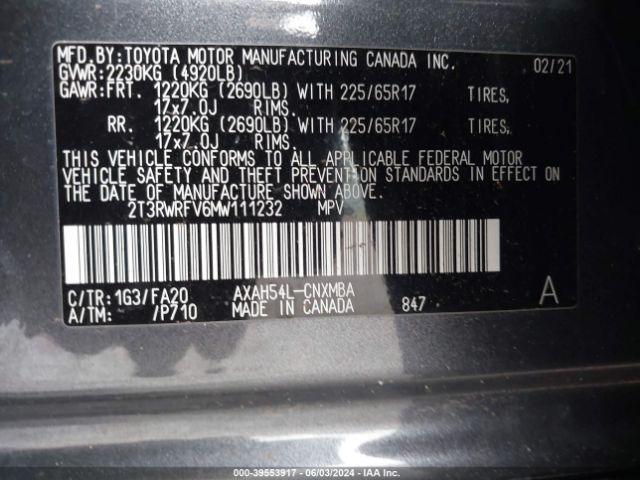 MFD.BY:TOYOTA MOTOR MANUFACTURING CANADA INC. 02/21
GVWR:2230KG (4920LB)
GAWR:FRT. 1220KG (2690LB) WITH 225/65R17 TIRES,
17x7.0J RIMS.
RR. 1220KG (2690LB) WITH 225/65R17 TIRES,
17x7.0J RIMS.
THIS VEHICLE CONFORMS TO ALL APPLICABLE FEDERAL MOTOR
VEHICLE SAFETY AND THEFT PREVENTION STANDARDS IN EFFECT ON
THE DATE OF MANUFACTURE SHOWN ABOVE.
2T3RWRFV6MW111232 MPV
C/TR: 1G3/FA20 AXAH54L-CNXMBA 847 A
A/TM: /P710 MADE IN CANADA
000-39553917 - 06/03/2024 - IAA Inc.